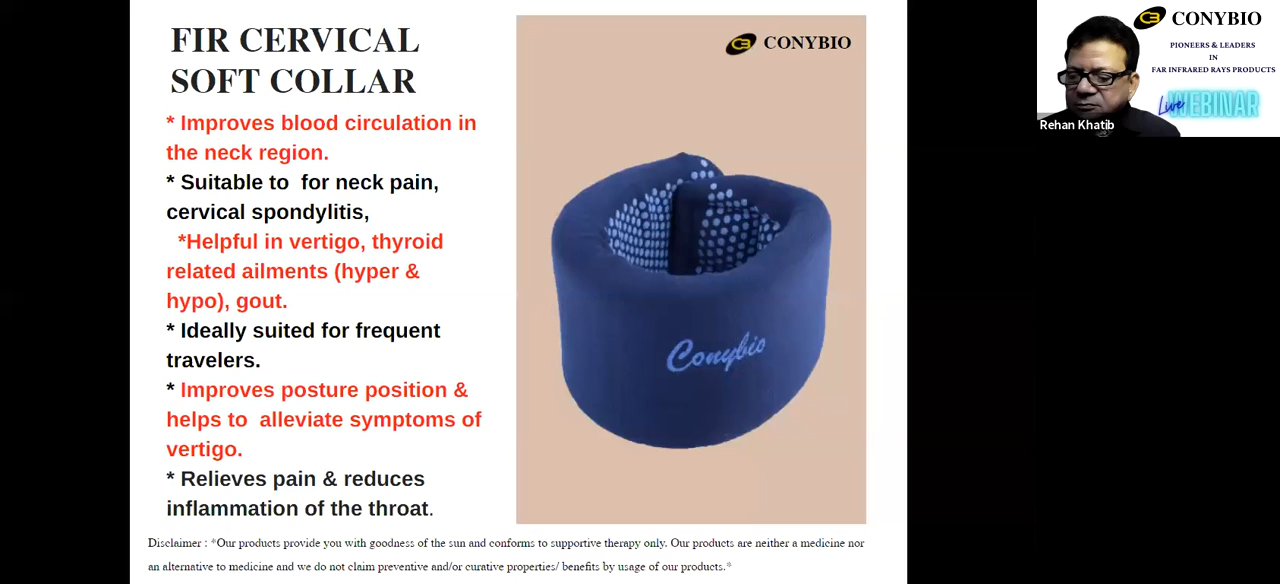 FIR CERVICAL
SOFT COLLAR
* Improves blood circulation in
the neck region.
* Suitable to  for neck pain,
cervical spondylitis,
*Helpful in vertigo, thyroid
related ailments (hyper &
hypo), gout.
* Ideally suited for frequent
travelers.
* Improves posture position &
helps to  alleviate symptoms of
vertigo.
* Relieves pain & reduces
inflammation of the throat.
CB CONYBIO
Conybio
Disclaimer : *Our products provide you with goodness of the sun and conforms to supportive therapy only. Our products are neither a medicine nor
an alternative to medicine and we do not claim preventive and/or curative properties/ benefits by usage of our products.*
CB CONYBIO
PIONEERS & LEADERS
IN
FAR INFRARED RAYS PRODUCTS
Live WEBINAR
Rehan Khatib